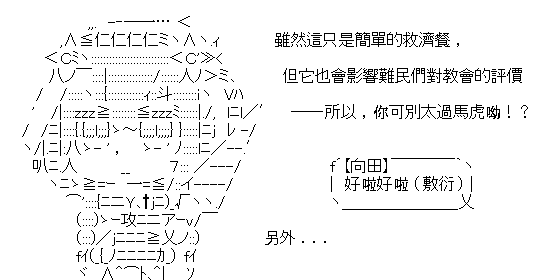 雖然這只是簡單的救濟餐，
但它也會影響難民們對教會的評價
——所以，你可別太過馬虎呦！？
【向田】
好啦好啦（敷衍）
另外...